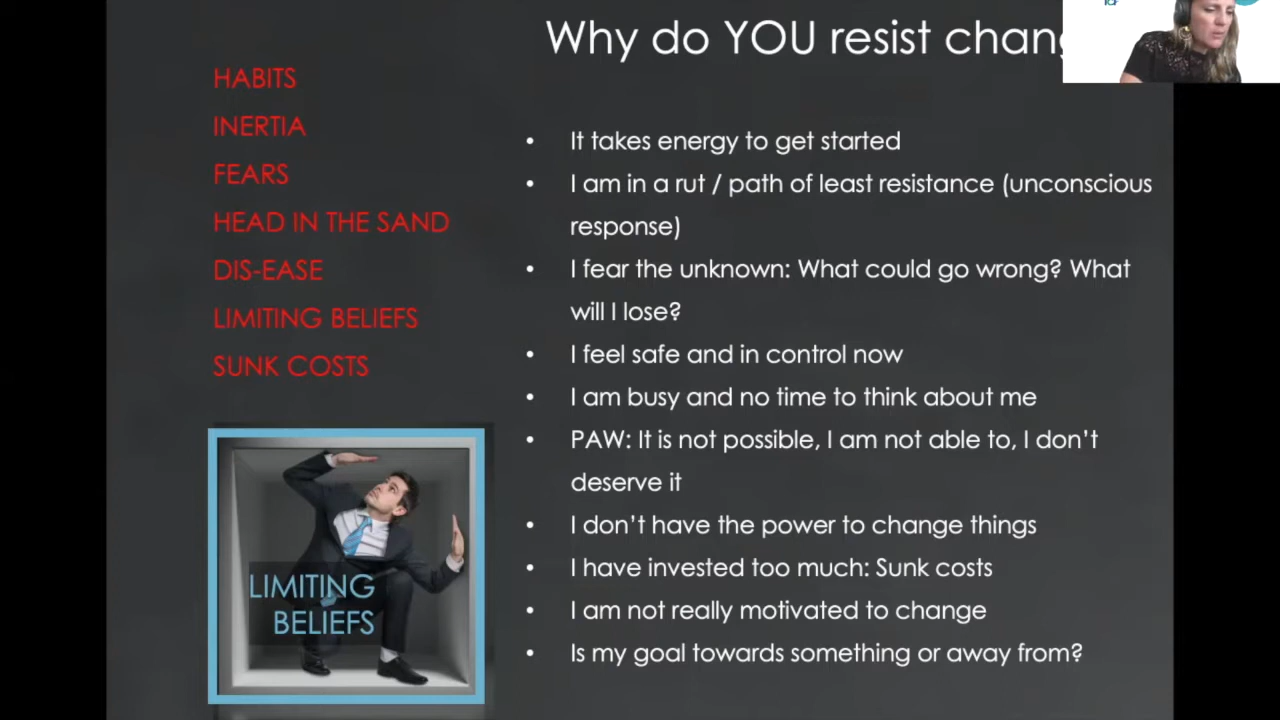 Why do YOU resist chang
HABITS
INERTIA
FEARS
HEAD IN THE SAND
DIS-EASE
LIMITING BELIEFS
SUNK COSTS
• It takes energy to get started
• I am in a rut / path of least resistance (unconscious
response)
• I fear the unknown: What could go wrong? What
will I lose?
• I feel safe and in control now
• I am busy and no time to think about me
• PAW: It is not possible, I am not able to, I don't
deserve it
• I don't have the power to change things
• I have invested too much: Sunk costs
• I am not really motivated to change
• Is my goal towards something or away from?
LIMITING
BELIEFS